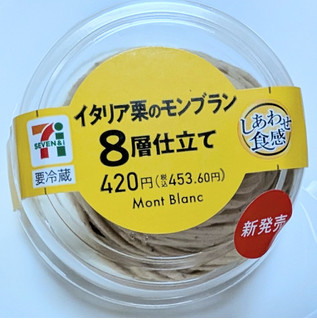 イタリア栗のモンブラン
8層仕立て
420円(税込453.60円)
Mont Blanc
7i
SEVEN&i
要冷蔵
しあわせ
食感
新発売